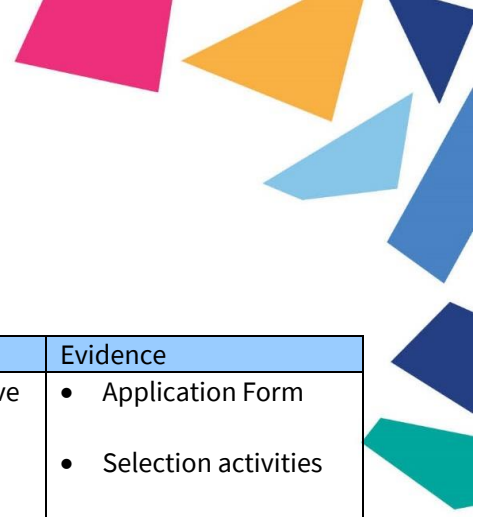 Evidence
• Application Form
• Selection activities